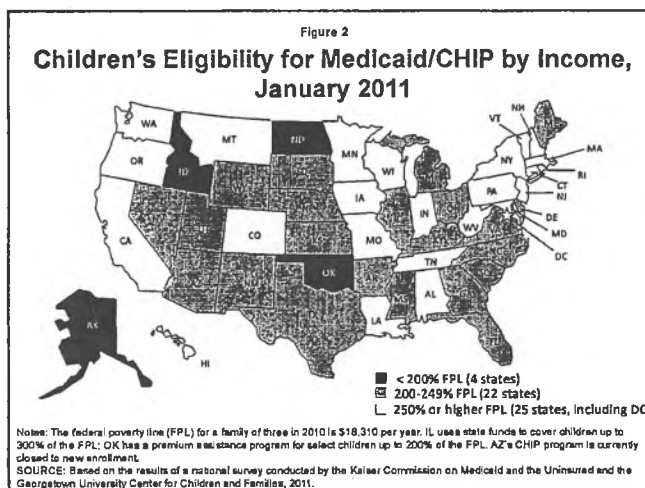 Figure 2
Children's Eligibility for Medicaid/CHIP by Income,
January 2011
WA
MT
ND
MN
VT
NH
MA
OR
ID
WI
NY
RI
CT
NJ
IA
PA
DE
MD
DC
CA
CO
MO
IN
WV
TN
OK
AL
LA
AK
HI
< 200% FPL (4 states)
200-249% FPL (22 states)
250% or higher FPL (25 states, including DC
Notes: The federal poverty line (FPL) for a family of three in 2010 is $18,310 per year. IL uses state funds to cover children up to
300% of the FPL; OK has a premium assistance program for select children up to 200% of the FPL. AZ's CHIP program is currently
closed to new enrollment.
SOURCE: Based on the results of a national survey conducted by the Kaiser Commission on Medicaid and the Uninsured and the
Georgetown University Center for Children and Families, 2011.